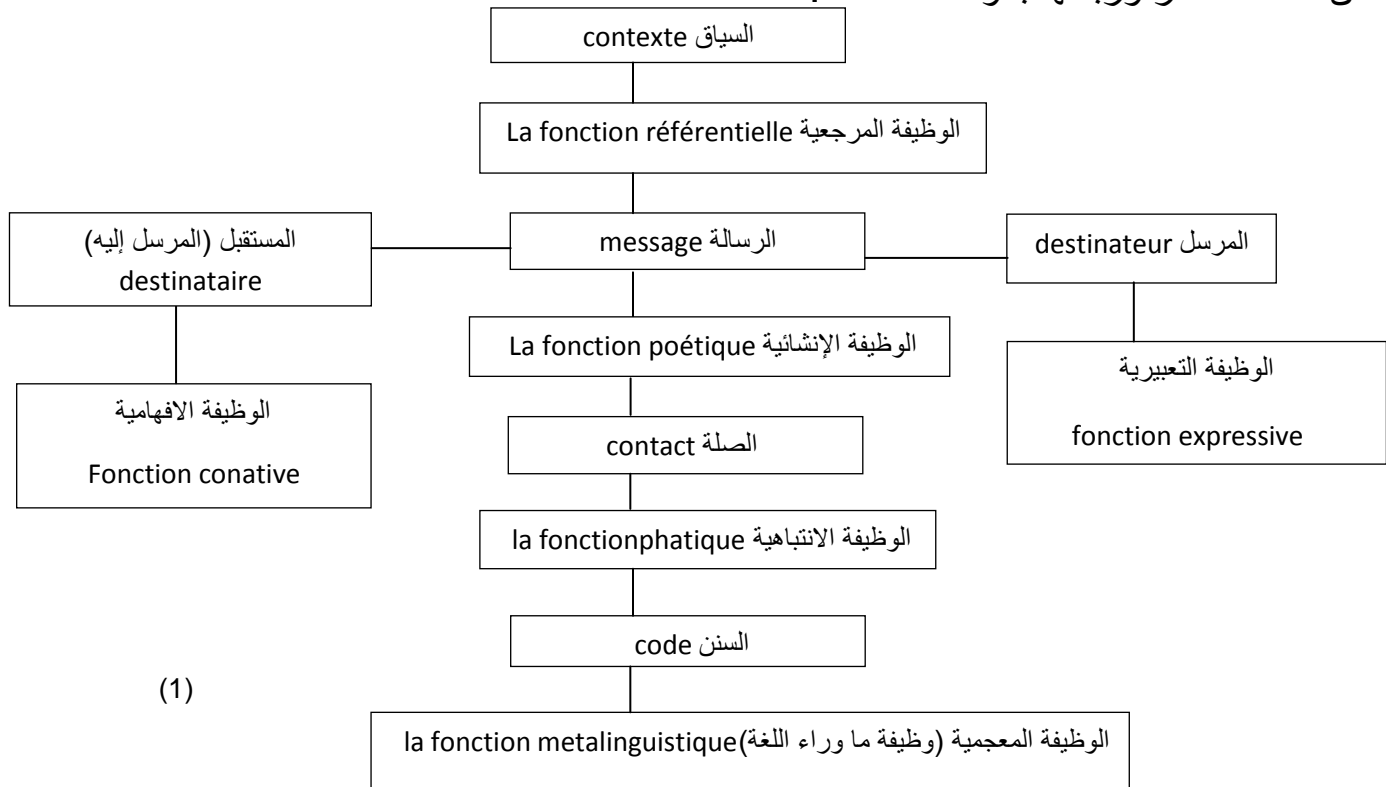 السياق contexte
الوظيفة المرجعية La fonction référentielle
المرسل destinateur
الرسالة message
المستقبل (المرسل إليه)
destinataire
الوظيفة التعبيرية
fonction expressive
الوظيفة الإنشائية La fonction poétique
الوظيفة الافهامية
Fonction conative
الصلة contact
الوظيفة الانتباهية la fonctionphatique
السنن code
(1)
الوظيفة المعجمية (وظيفة ما وراء اللغة)la fonction metalinguistique